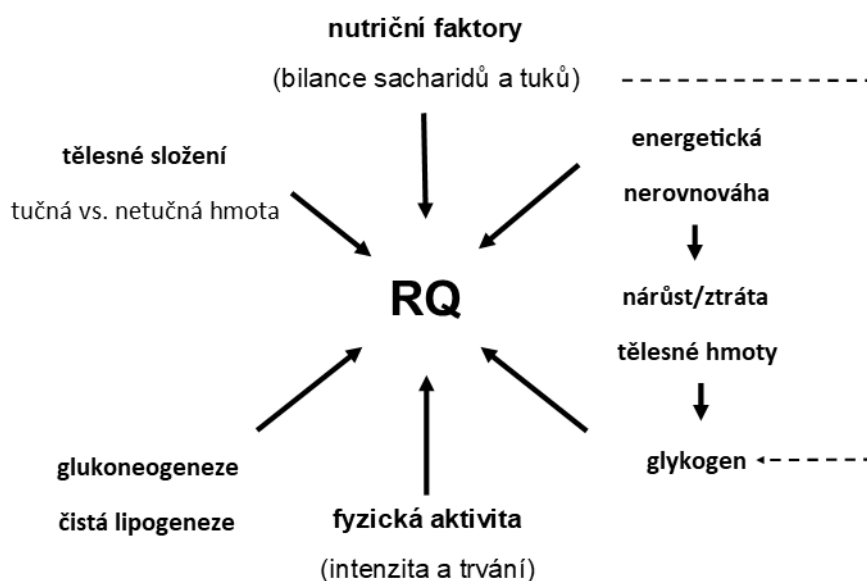 nutriční faktory
(bilance sacharidů a tuků)
tělesné složení
tučná vs. netučná hmota
energetická
nerovnováha
RQ
nárůst/ztráta
tělesné hmoty
glukoneogeneze
čistá lipogeneze
fyzická aktivita
(intenzita a trvání)
glykogen